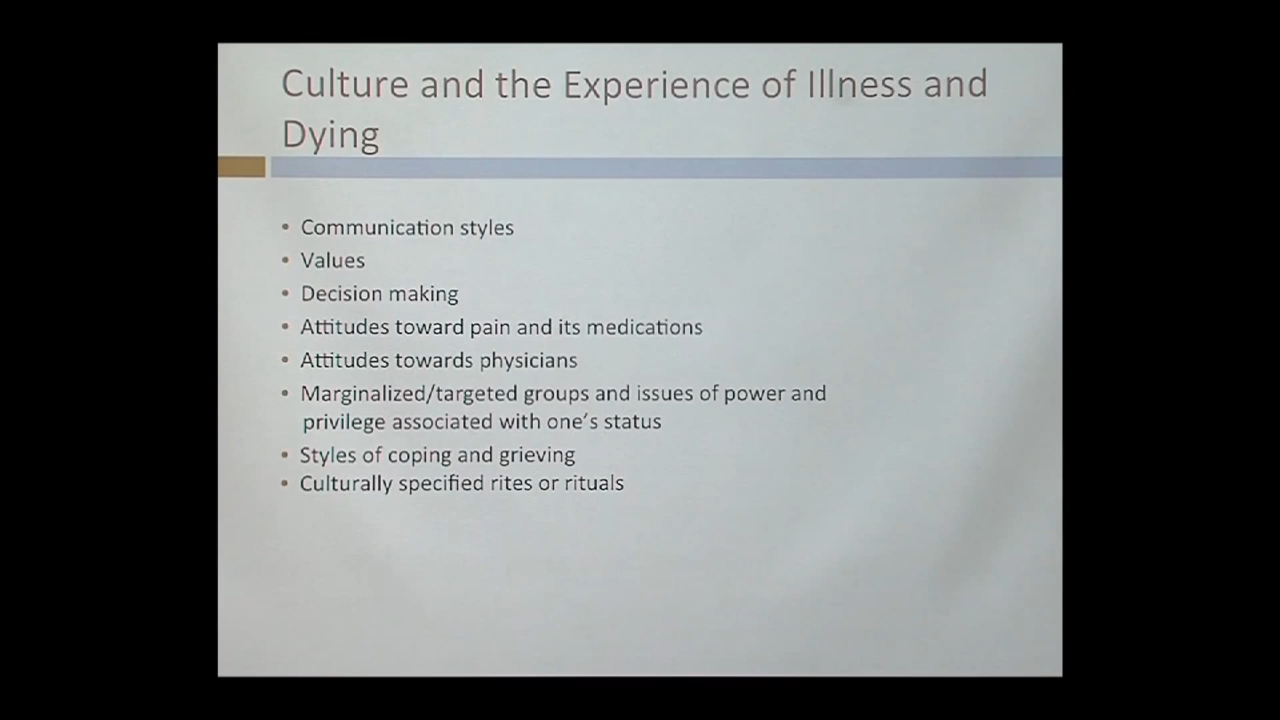 Culture and the Experience of Illness and
Dying
• Communication styles
• Values
• Decision making
• Attitudes toward pain and its medications
• Attitudes towards physicians
• Marginalized/targeted groups and issues of power and
privilege associated with one's status
• Styles of coping and grieving
• Culturally specified rites or rituals